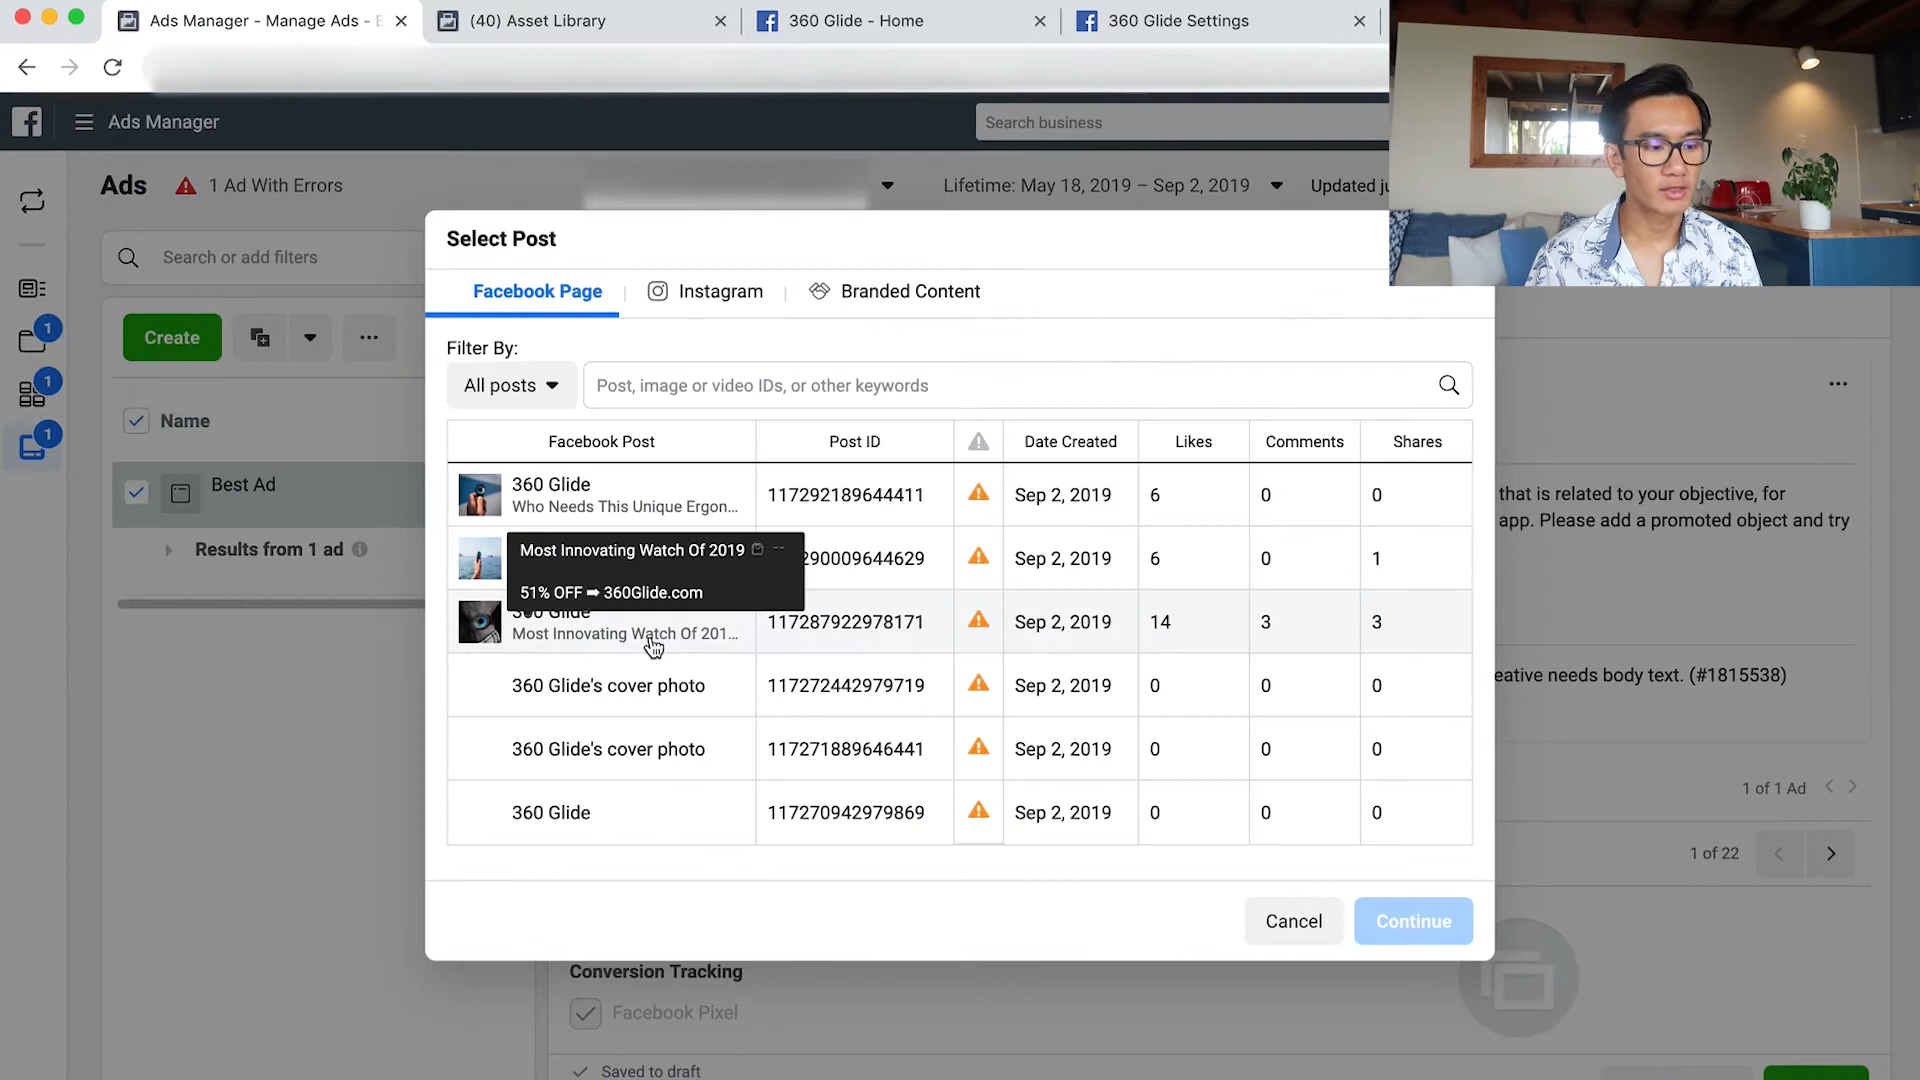 Ads Manager - Manage Ads - E
(40) Asset Library
360 Glide - Home
360 Glide Settings
Ads Manager
Search business
Ads
1 Ad With Errors
Lifetime: May 18, 2019 – Sep 2, 2019
Updated ju
Search or add filters
Create
1
1
1
Name
Best Ad
Results from 1 ad
Select Post
Facebook Page
Instagram
Branded Content
Filter By:
All posts
Post, image or video IDs, or other keywords
Facebook Post
Post ID
Date Created
Likes
Comments
Shares
360 Glide
Who Needs This Unique Ergon...
117292189644411
Sep 2, 2019
6
0
0
Most Innovating Watch Of 2019
51% OFF ➡ 360Glide.com
290009644629
Sep 2, 2019
6
0
1
360 Glide
Most Innovating Watch Of 201...
117287922978171
Sep 2, 2019
14
3
3
360 Glide's cover photo
117272442979719
Sep 2, 2019
0
0
0
360 Glide's cover photo
117271889646441
Sep 2, 2019
0
0
0
360 Glide
117270942979869
Sep 2, 2019
0
0
0
Cancel
Continue
that is related to your objective, for
app. Please add a promoted object and try
eative needs body text. (#1815538)
1 of 1 Ad
1 of 22
Conversion Tracking
Facebook Pixel
Saved to draft